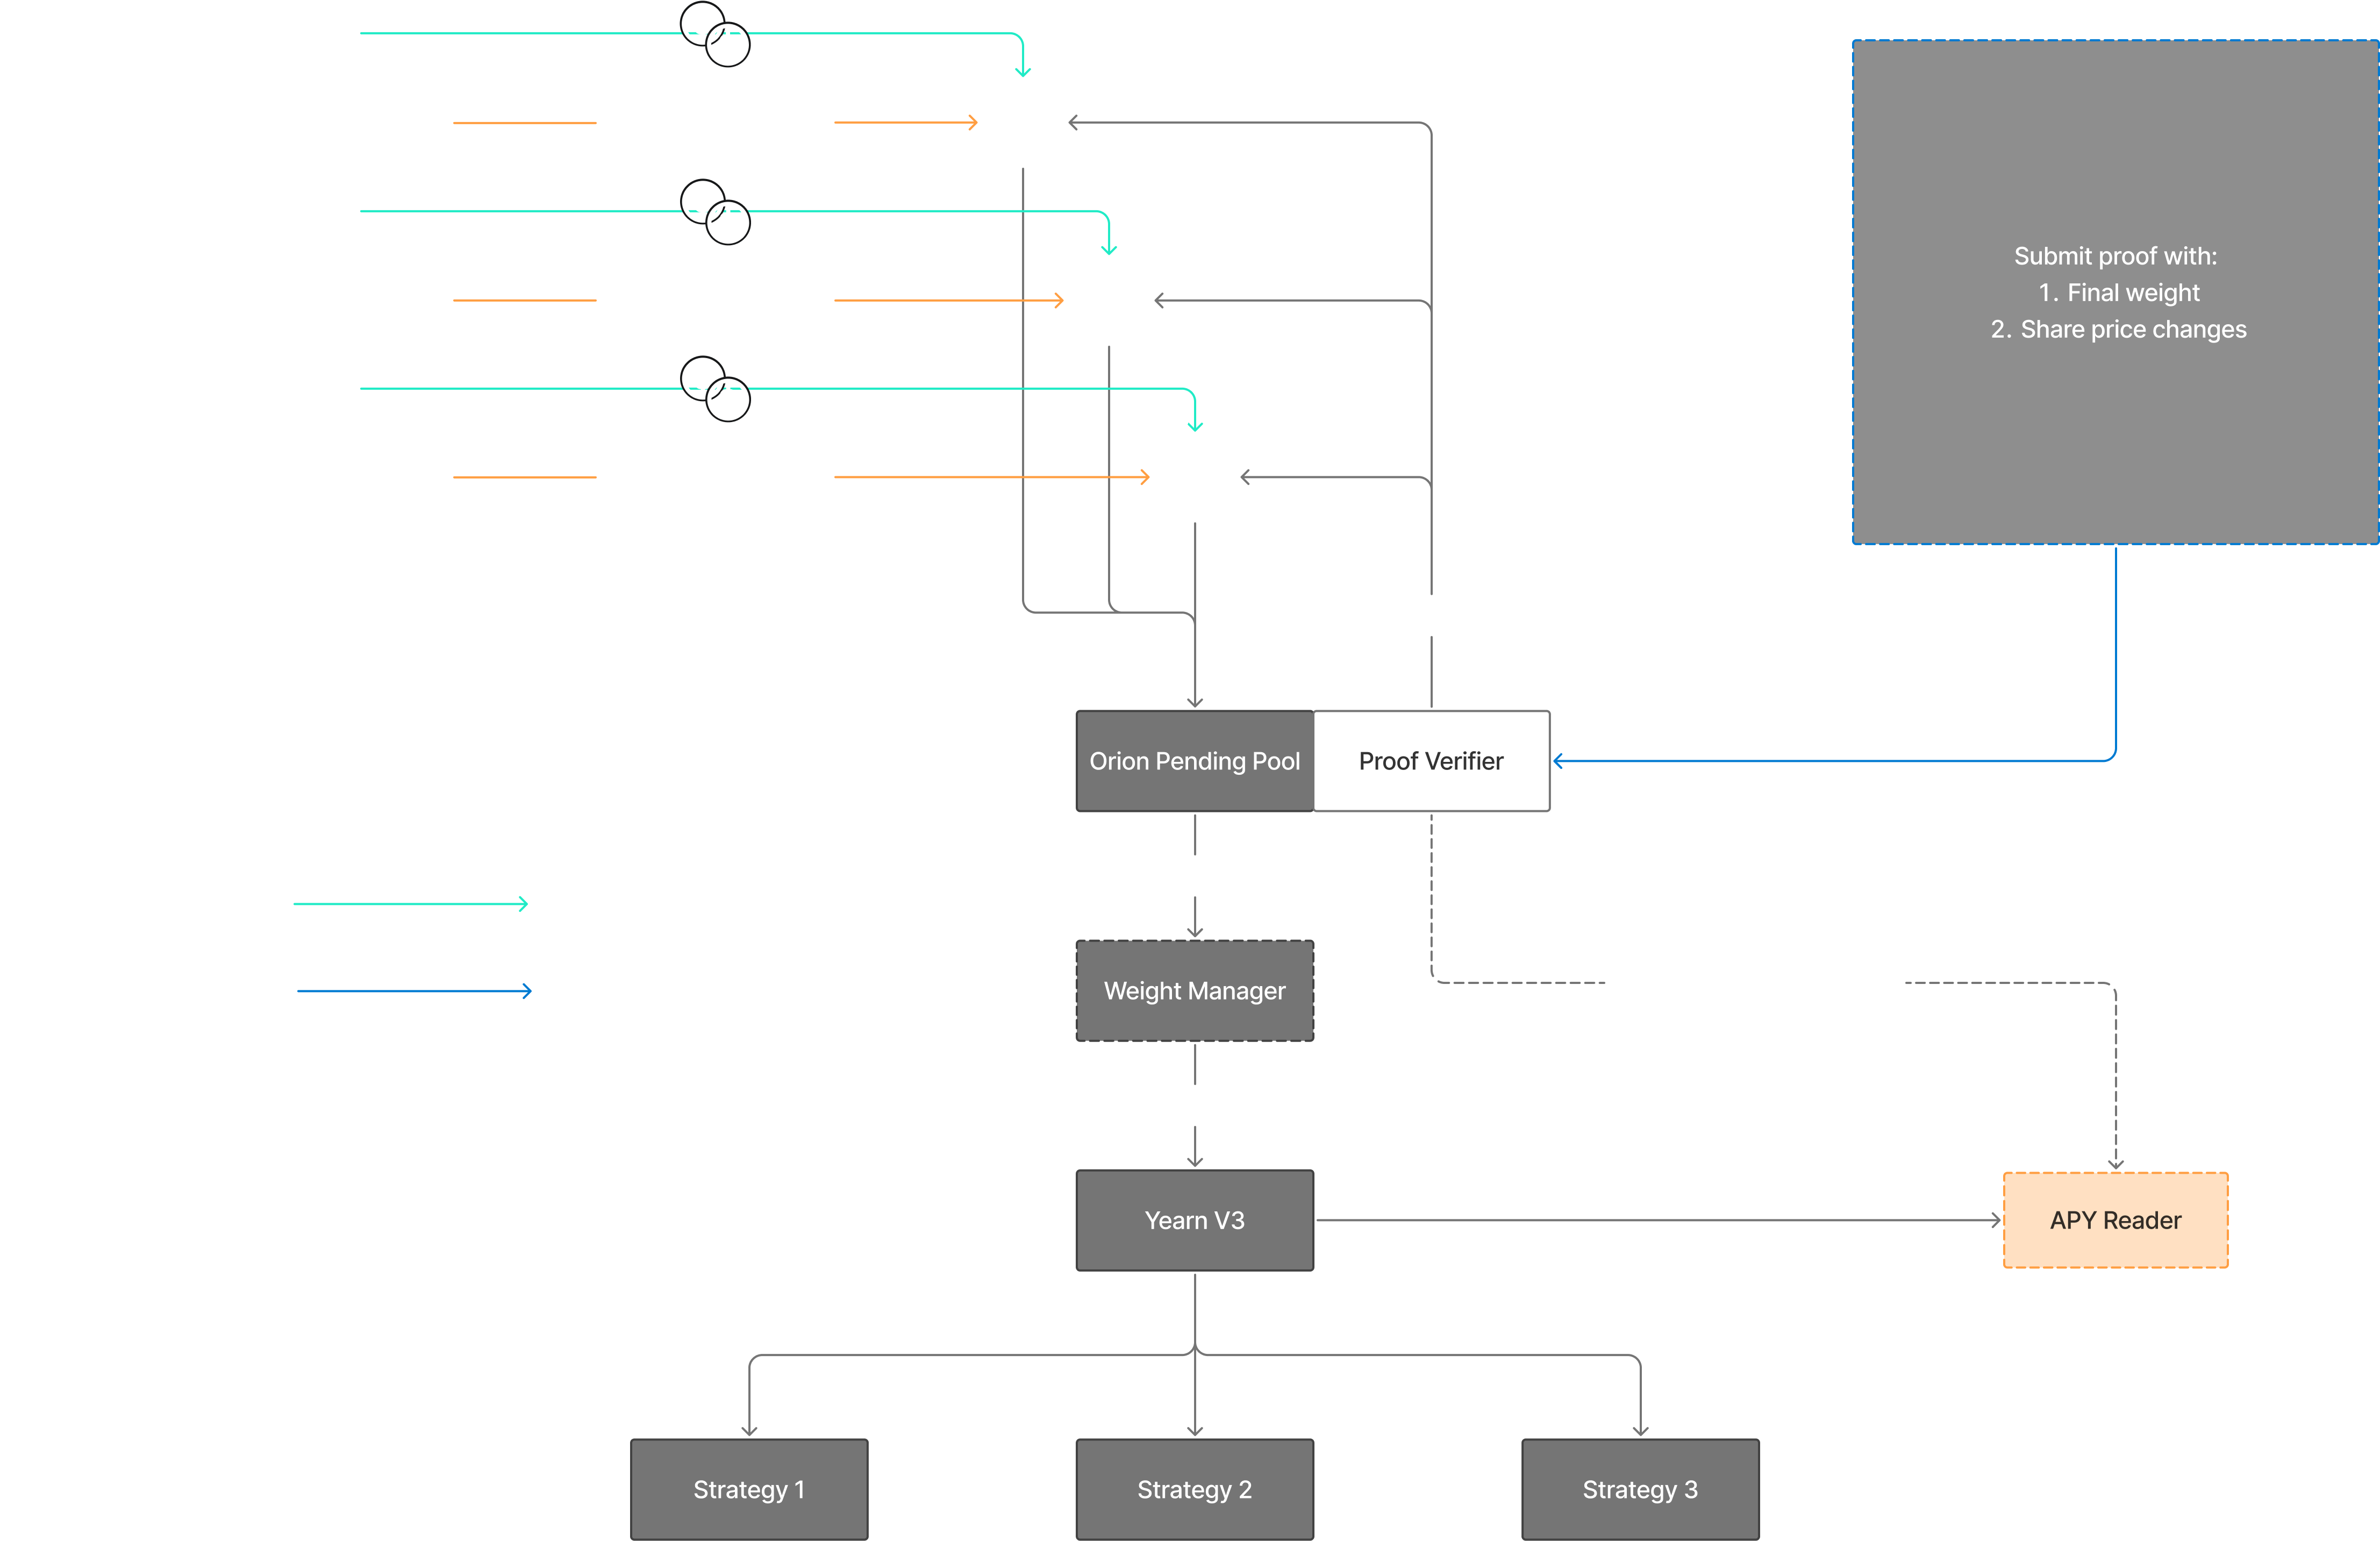 Submit proof with:
1. Final weight
2. Share price changes
Orion Pending Pool
Proof Verifier
Weight Manager
Yearn V3
APY Reader
Strategy 1
Strategy 2
Strategy 3